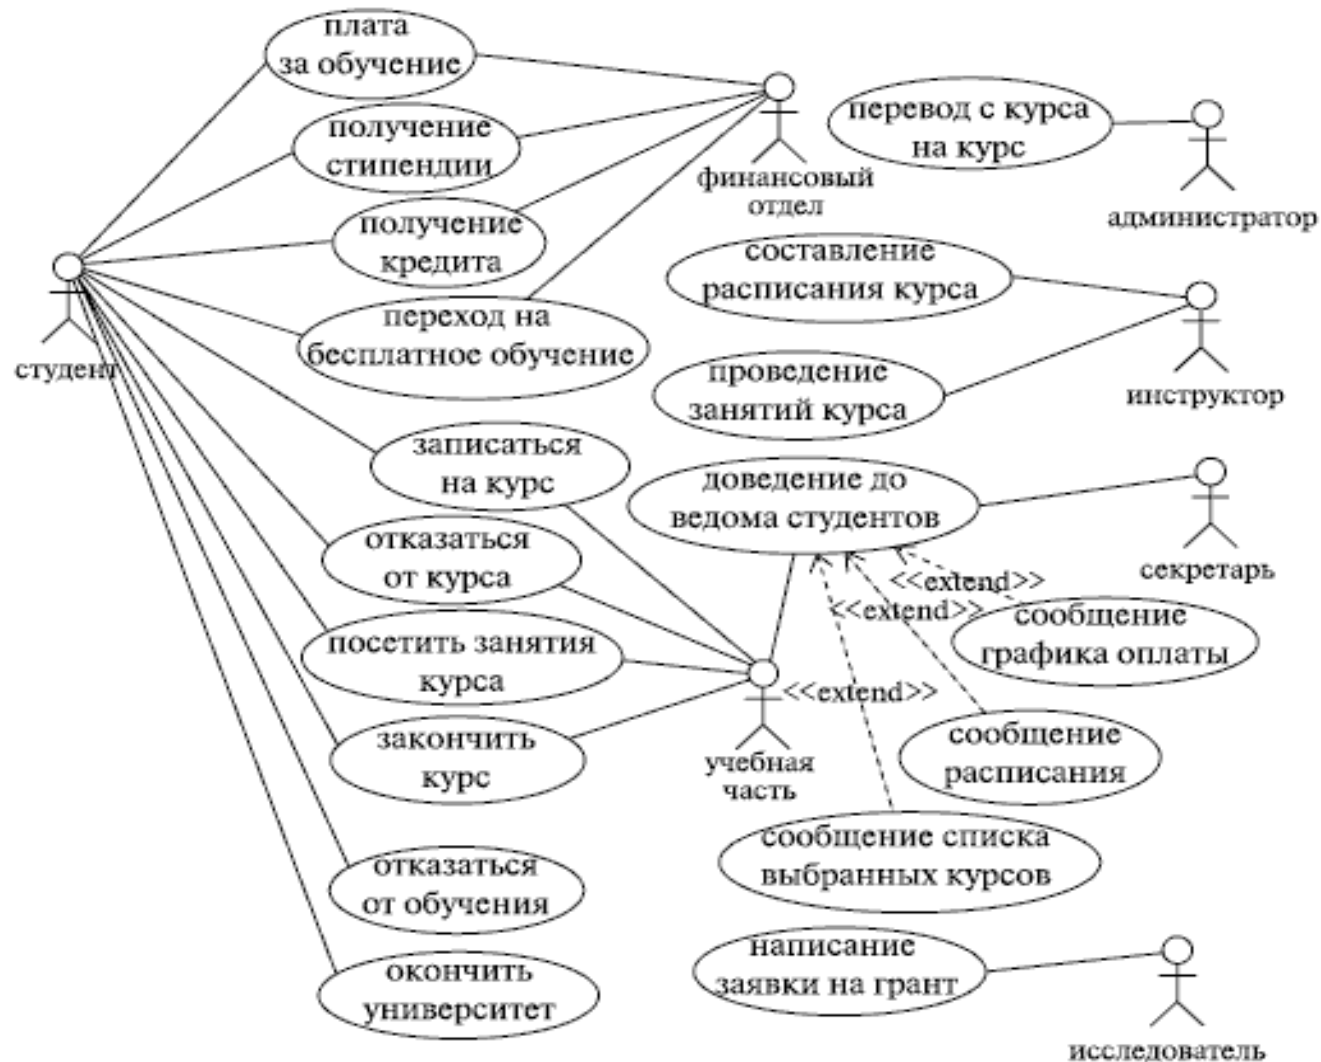 плата
за обучение
получение
стипендии
получение
кредита
переход на
бесплатное обучение
студент
записаться
на курс
отказаться
от курса
посетить занятия
курса
закончить
курс
отказаться
от обучения
окончить
университет
финансовый
отдел
перевод с курса
на курс
администратор
составление
расписания курса
проведение
занятий курса
инструктор
доведение до
ведома студентов
секретарь
<<extend>>
<<extend>>
<<extend>>
сообщение
графика оплаты
сообщение
расписания
учебная
часть
сообщение списка
выбранных курсов
написание
заявки на грант
исследователь